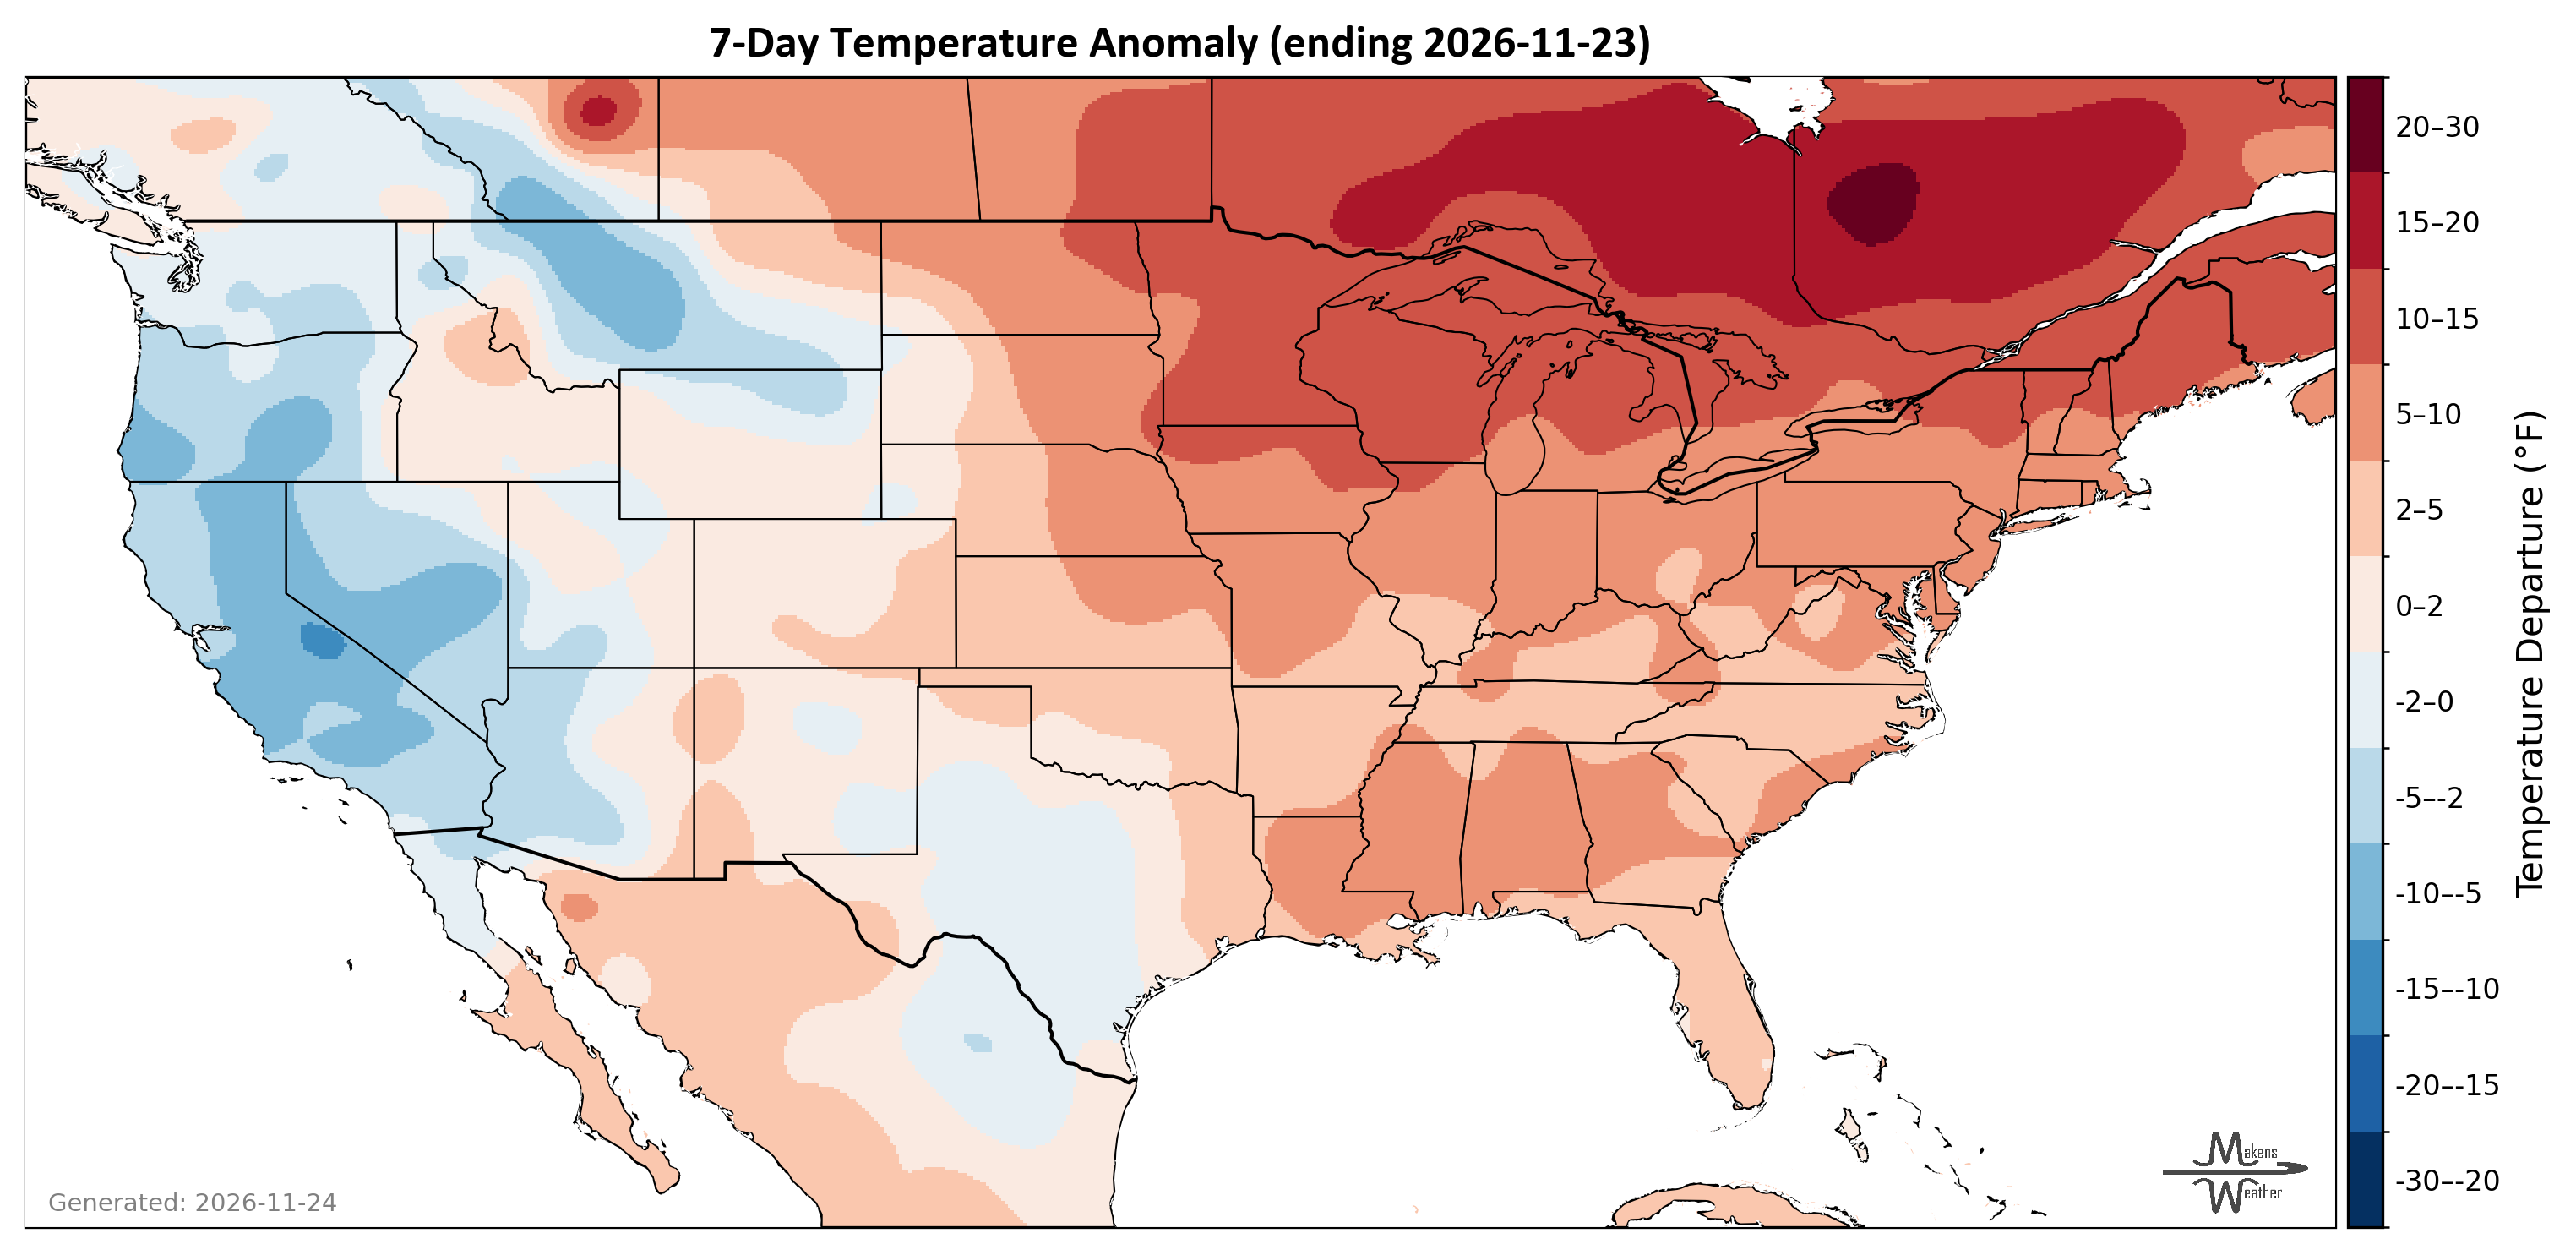 7-Day Temperature Anomaly (ending 2026-11-23)
20–30
15–20
10–15
5–10
2–5
0–2
-2–0
-5–-2
-10–-5
-15–-10
-20–-15
-30–-20
Temperature Departure (°F)
Makens
Weather
Generated: 2026-11-24